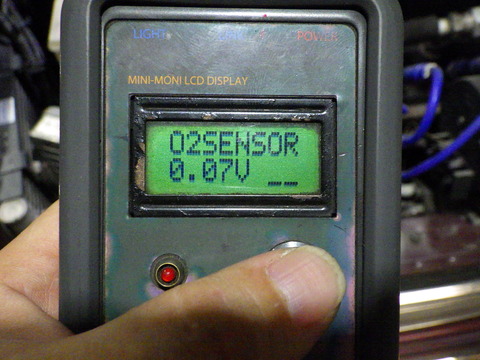 LIGHT
POWER
MINI-MONI LCD DISPLAY
O2SENSOR
0.07V __